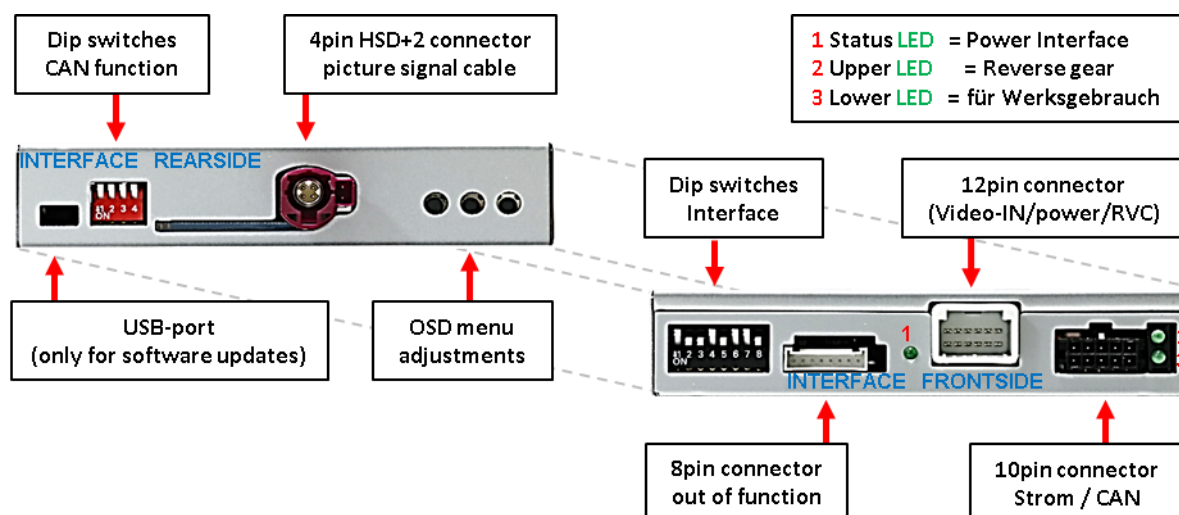 Dip switches
CAN function
4pin HSD+2 connector
picture signal cable
1 Status LED = Power Interface
2 Upper LED = Reverse gear
3 Lower LED = für Werksgebrauch
INTERFACE REARSIDE
1 2 3 4
ON
Dip switches
Interface
12pin connector
(Video-IN/power/RVC)
USB-port
(only for software updates)
OSD menu
adjustments
1
1 2 3 4 5 6 7 8
ON
INTERFACE FRONTSIDE
8pin connector
out of function
10pin connector
Strom / CAN